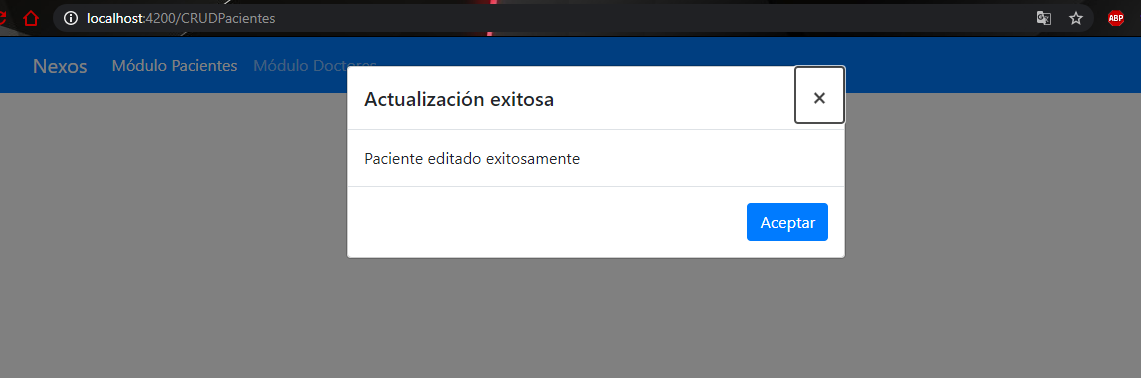 localhost:4200/CRUDPacientes
ABP
Nexos Módulo Pacientes Módulo Doctores
Actualización exitosa ×
Paciente editado exitosamente
Aceptar